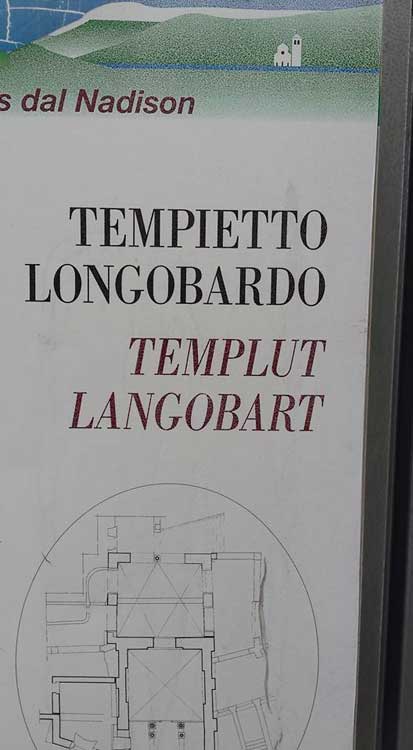 s dal Nadison
TEMPIETTO
LONGOBARDO
TEMPLUT
LANGOBART